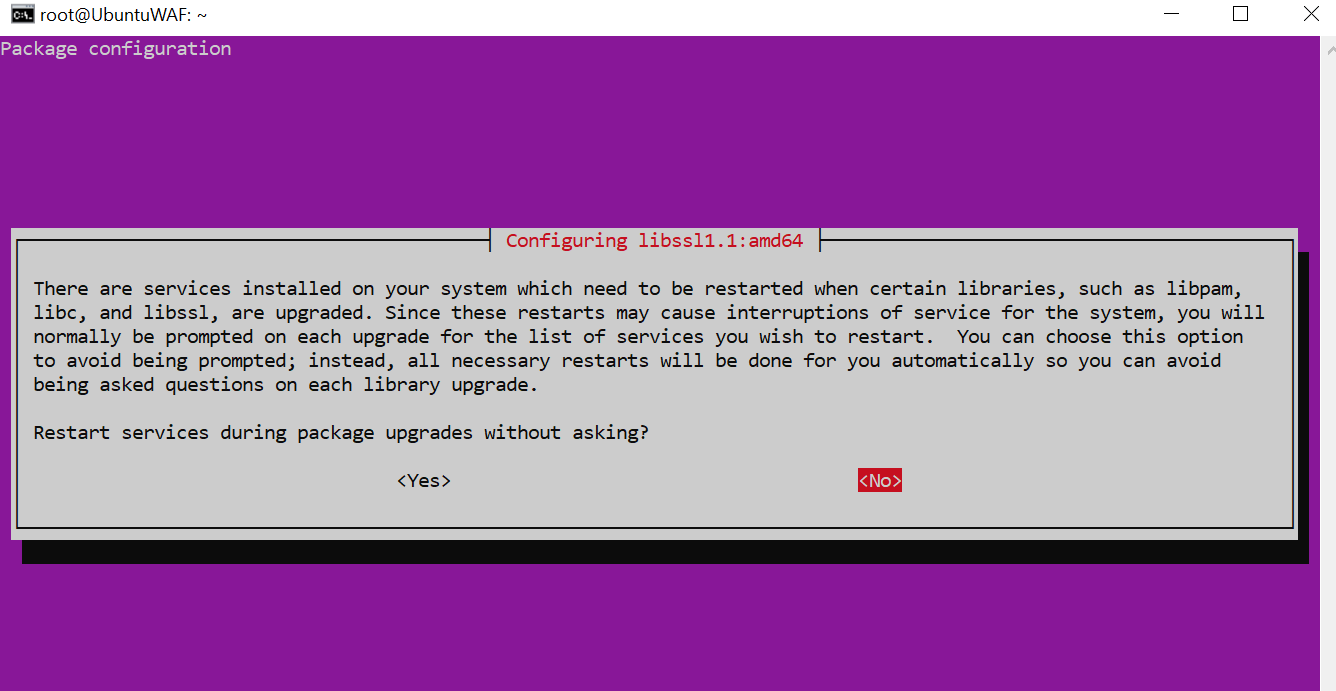 root@UbuntuWAF: ~
Package configuration
Configuring libssl1.1:amd64
There are services installed on your system which need to be restarted when certain libraries, such as libpam,
libc, and libssl, are upgraded. Since these restarts may cause interruptions of service for the system, you will
normally be prompted on each upgrade for the list of services you wish to restart.  You can choose this option
to avoid being prompted; instead, all necessary restarts will be done for you automatically so you can avoid
being asked questions on each library upgrade.
Restart services during package upgrades without asking?
<Yes> <No>